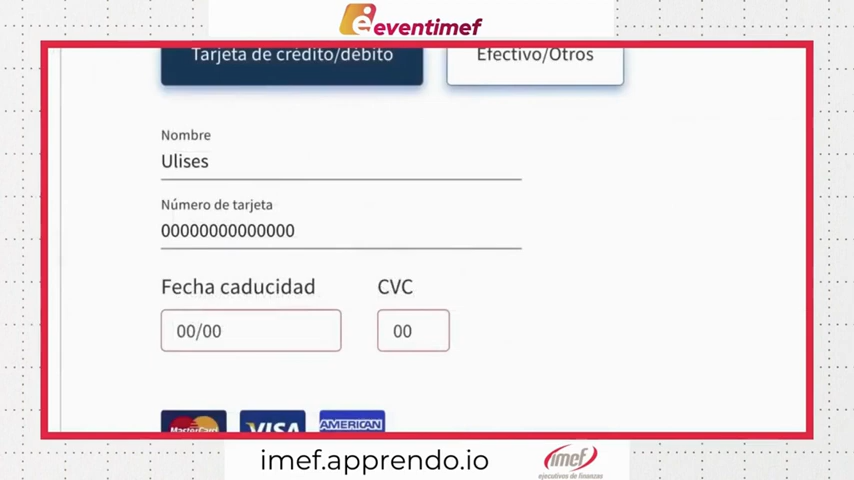 eventimef
Tarjeta de crédito/débito
Efectivo/Otros
Nombre
Ulises
Número de tarjeta
00000000000000
Fecha caducidad
CVC
00/00
00
MasterCard
VISA
AMERICAN
imef.apprendo.io
imef
ejecutivos de finanzas